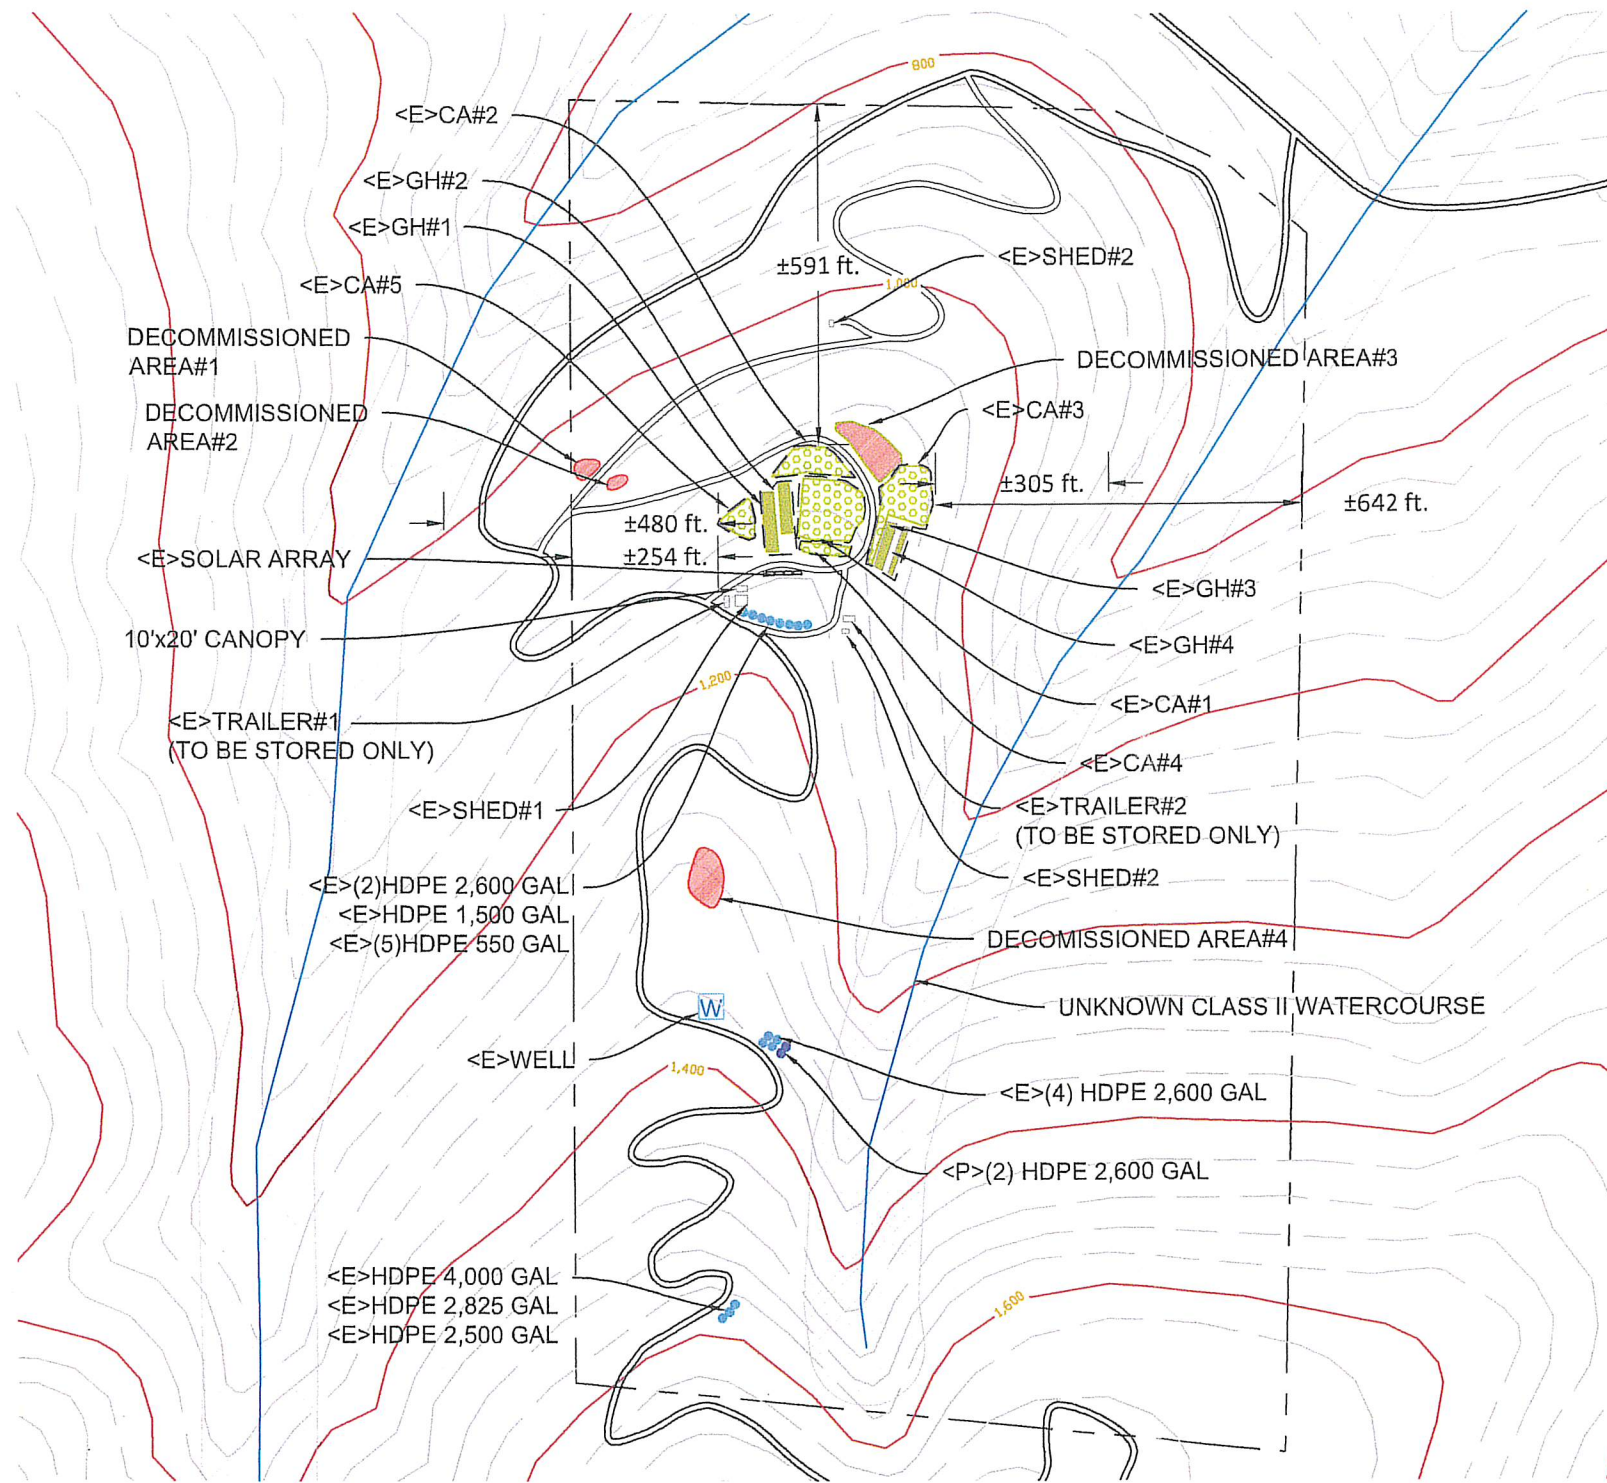 800
<E>CA#2
<E>GH#2
<E>GH#1
±591 ft.
<E>SHED#2
<E>CA#5
1,000
DECOMMISSIONED
AREA#1
DECOMMISSIONED AREA#3
DECOMMISSIONED
AREA#2
<E>CA#3
±305 ft.
±642 ft.
±480 ft.
<E>SOLAR ARRAY
±254 ft.
<E>GH#3
10'x20' CANOPY
<E>GH#4
1,200
<E>CA#1
<E>TRAILER#1
(TO BE STORED ONLY)
<E>CA#4
<E>SHED#1
<E>TRAILER#2
(TO BE STORED ONLY)
<E>SHED#2
<E>(2)HDPE 2,600 GAL
<E>HDPE 1,500 GAL
<E>(5)HDPE 550 GAL
DECOMISSIONED AREA#4
W
UNKNOWN CLASS II WATERCOURSE
<E>WELL
1,400
<E>(4) HDPE 2,600 GAL
<P>(2) HDPE 2,600 GAL
<E>HDPE 4,000 GAL
<E>HDPE 2,825 GAL
<E>HDPE 2,500 GAL
1,600